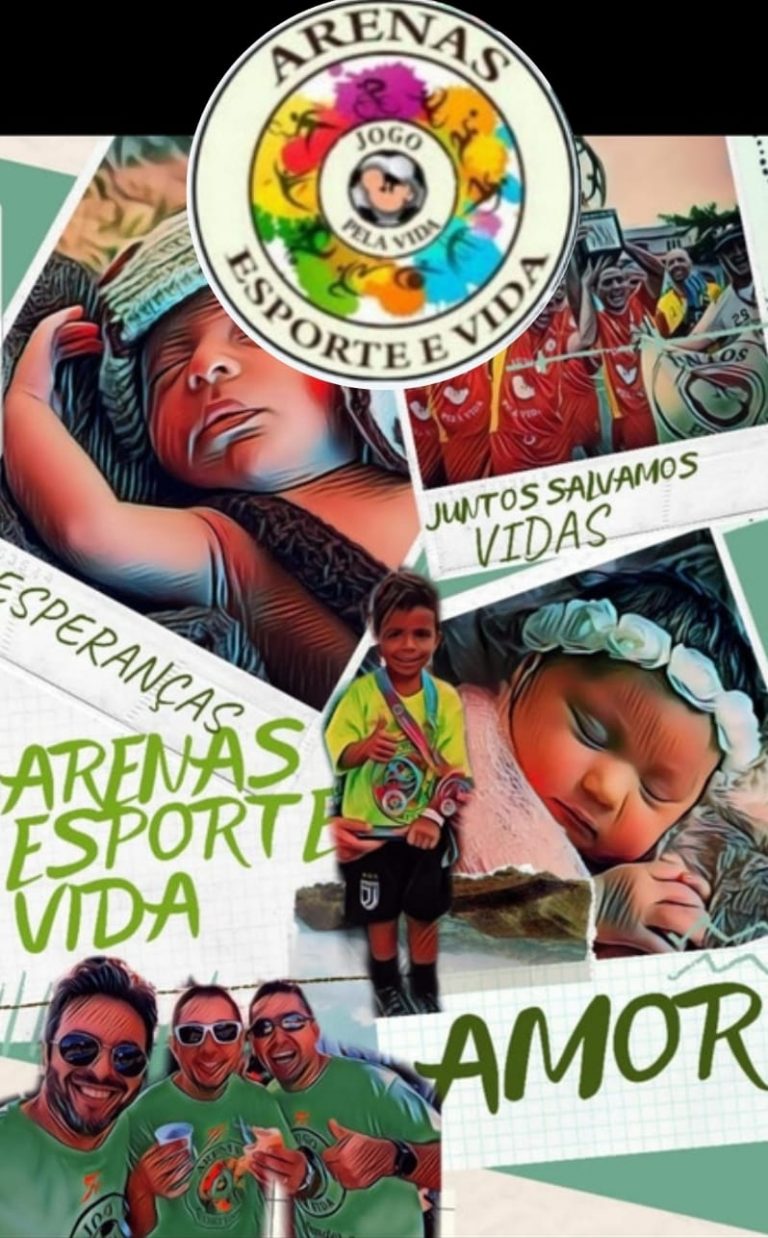 ARENAS
JOGO
PELA VIDA
ESPORTE E VIDA
JUNTOS SALVAMOS
VIDAS
ESPERANÇAS
ARENAS
ESPORTE
VIDA
AMOR